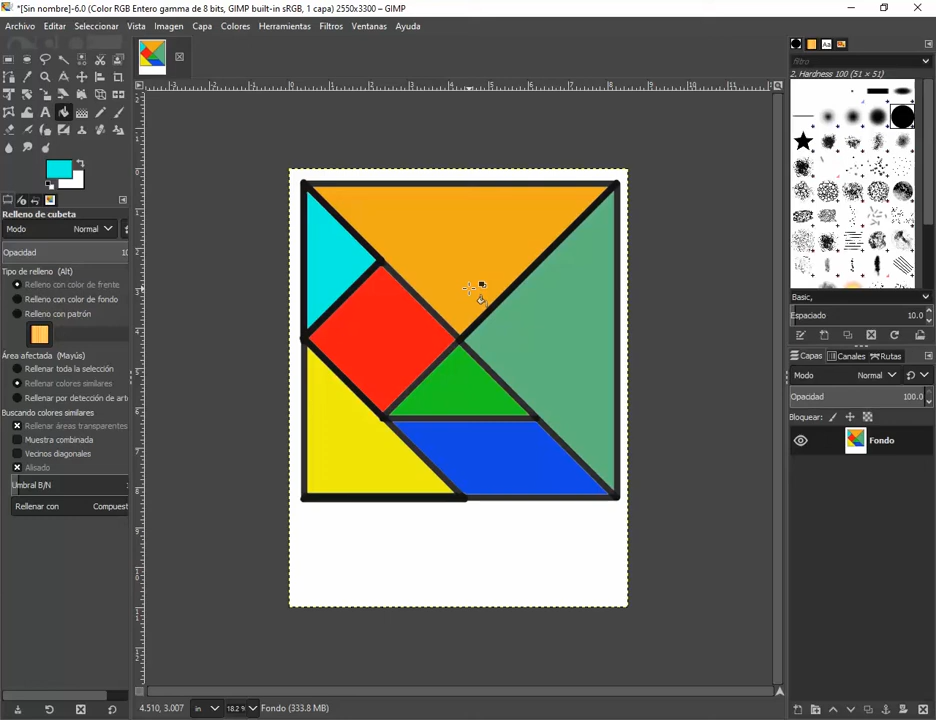 *[Sin nombre]-6.0 (Color RGB Entero gamma de 8 bits, GIMP built-in sRGB, 1 capa) 2550x3300 – GIMP
Archivo Editar Seleccionar Vista Imagen Capa Colores Herramientas Filtros Ventanas Ayuda
filtro
2. Hardness 100 (51 × 51)
Relleno de cubeta
Modo Normal
Opacidad 10
Tipo de relleno (Alt)
Relleno con color de frente
Relleno con color de fondo
Relleno con patrón
Área afectada (Mayús)
Rellenar toda la selección
Rellenar colores similares
Rellenar por detección de art
Buscando colores similares
Rellenar áreas transparentes
Muestra combinada
Vecinos diagonales
Alisado
Umbral B/N
Rellenar con Compuest
Basic,
Espaciado 10.0
Capas Canales Rutas
Modo Normal
Opacidad 100.0
Bloquear:
Fondo
4.510, 3.007 in 18.2 % Fondo (333.8 MB)